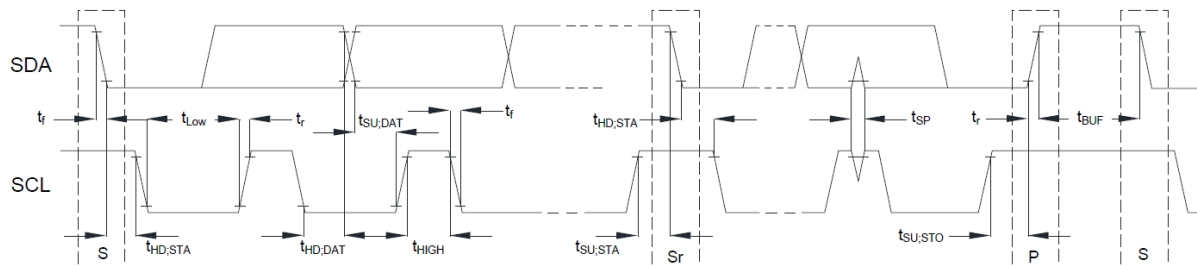 SDA
t_f
t_Low
t_r
t_SU;DAT
t_f
t_HD;STA
t_SP
t_r
t_BUF
SCL
S
t_HD;STA
t_HD;DAT
t_HIGH
t_SU;STA
Sr
t_SU;STO
P
S